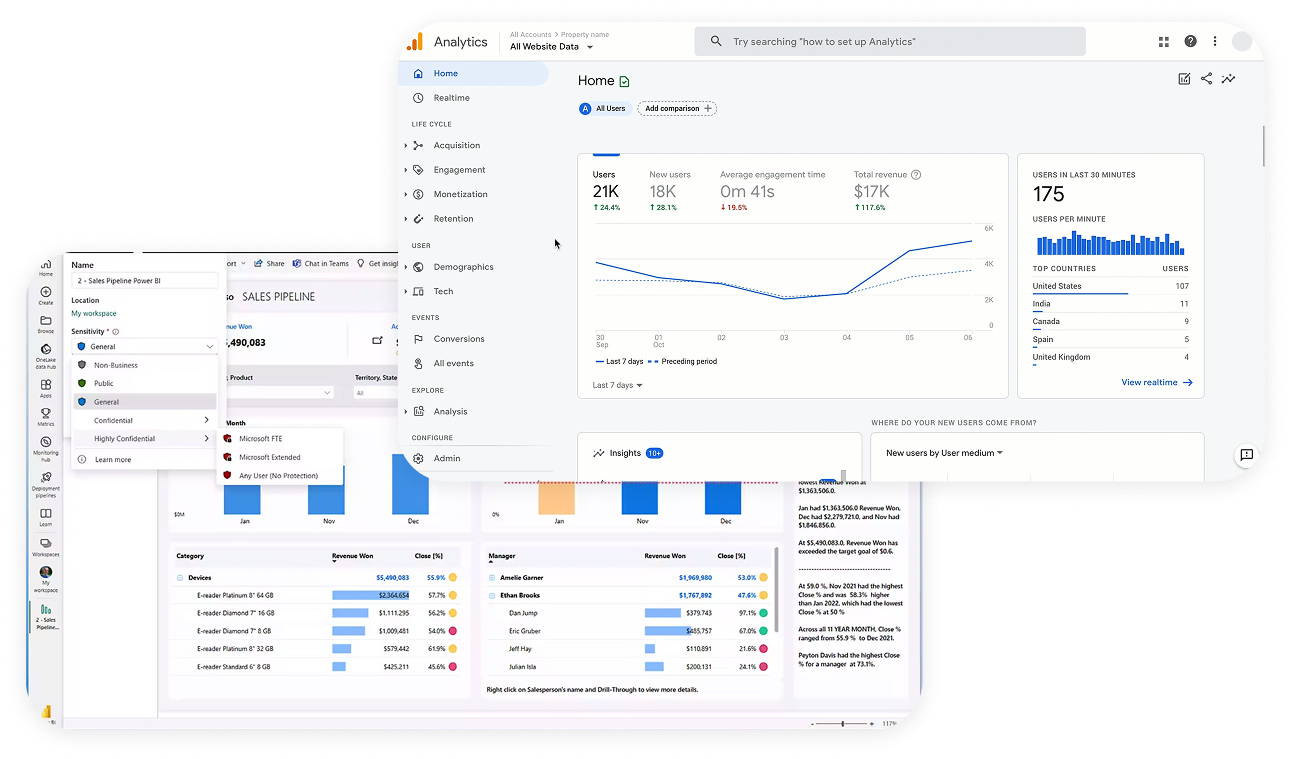 Analytics
All Accounts > Property name
All Website Data
Try searching "how to set up Analytics"
Home
Realtime
LIFE CYCLE
Acquisition
Engagement
Monetization
Retention
USER
Demographics
Tech
EVENTS
Conversions
All events
EXPLORE
Analysis
CONFIGURE
Admin
Home
A All Users
Add comparison +
Users
21K
↑ 24.4%
New users
18K
↑ 28.1%
Average engagement time
0m 41s
↓ 19.5%
Total revenue
$17K
↑ 117.6%
6K
4K
2K
0
30
Sep
01
Oct
02
03
04
05
06
Last 7 days
Preceding period
Last 7 days
USERS IN LAST 30 MINUTES
175
USERS PER MINUTE
TOP COUNTRIES USERS
United States 107
India 11
Canada 9
Spain 5
United Kingdom 4
View realtime →
Insights 10+
WHERE DO YOUR NEW USERS COME FROM?
New users by User medium
Home
Create
Browse
OneLake
data hub
Apps
Metrics
Monitoring
hub
Deployment
pipelines
Learn
Workspaces
My
workspace
2 - Sales
Pipeline...
Name
2 - Sales Pipeline Power BI
Location
My workspace
Sensitivity *
General
Non-Business
Public
General
Confidential
Highly Confidential
Learn more
Microsoft FTE
Microsoft Extended
Any User (No Protection)
ort
Share
Chat in Teams
Get insigh
so SALES PIPELINE
nue Won
,490,083
Ac
, Product
Territory, State
All
Month
$0M
Jan
Nov
Dec
0%
Jan
Nov
Dec
Category Revenue Won Close [%]
Devices $5,490,083 55.9%
E-reader Platinum 8" 64 GB $2,364,654 57.7%
E-reader Diamond 7" 16 GB $1,111,295 56.2%
E-reader Diamond 7" 8 GB $1,009,481 54.0%
E-reader Platinum 8" 32 GB $579,442 61.9%
E-reader Standard 6" 8 GB $425,211 45.6%
Manager Revenue Won Close [%]
Amelie Garner $1,969,980 53.0%
Ethan Brooks $1,767,892 47.6%
Dan Jump $379,743 97.1%
Eric Gruber $485,757 67.0%
Jeff Hay $110,891 21.6%
Julian Isla $200,131 24.1%
Right click on Salesperson's name and Drill-Through to view more details.
lowest Revenue Won at
$1,363,506.0.
Jan had $1,363,506.0 Revenue Won,
Dec had $2,279,721.0, and Nov had
$1,846,856.0.
At $5,490,083.0, Revenue Won has
exceeded the target goal of $0.6.
At 59.0 %, Nov 2021 had the highest
Close % and was 58.3% higher
than Jan 2022, which had the lowest
Close % at 50 %
Across all 11 YEAR MONTH, Close %
ranged from 55.9 % to Dec 2021.
Peyton Davis had the highest Close
% for a manager at 73.1%.
- + 117%